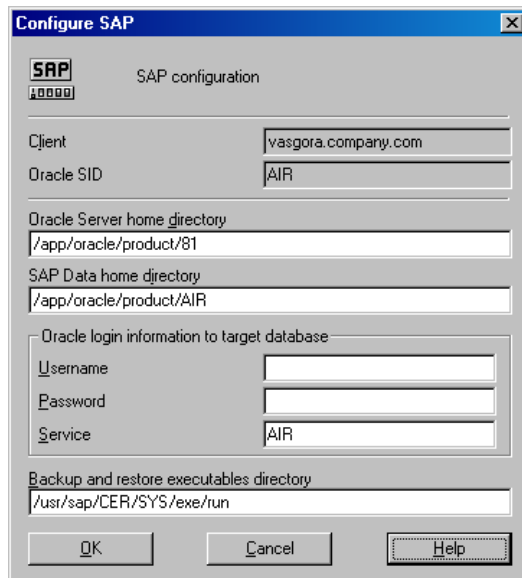 Configure SAP
SAP
SAP configuration
Client
vasgora.company.com
Oracle SID
AIR
Oracle Server home directory
/app/oracle/product/81
SAP Data home directory
/app/oracle/product/AIR
Oracle login information to target database
Username
Password
Service
AIR
Backup and restore executables directory
/usr/sap/CER/SYS/exe/run
OK
Cancel
Help